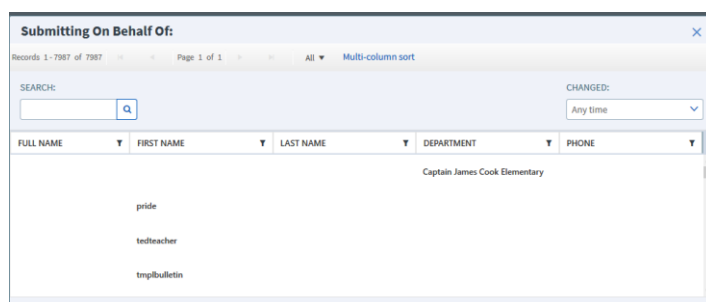 Submitting On Behalf Of:
Records 1-7987 of 7987 Page 1 of 1 All Multi-column sort
SEARCH: CHANGED:
Any time
FULL NAME FIRST NAME LAST NAME DEPARTMENT PHONE
Captain James Cook Elementary
pride
tedteacher
tmplbulletin